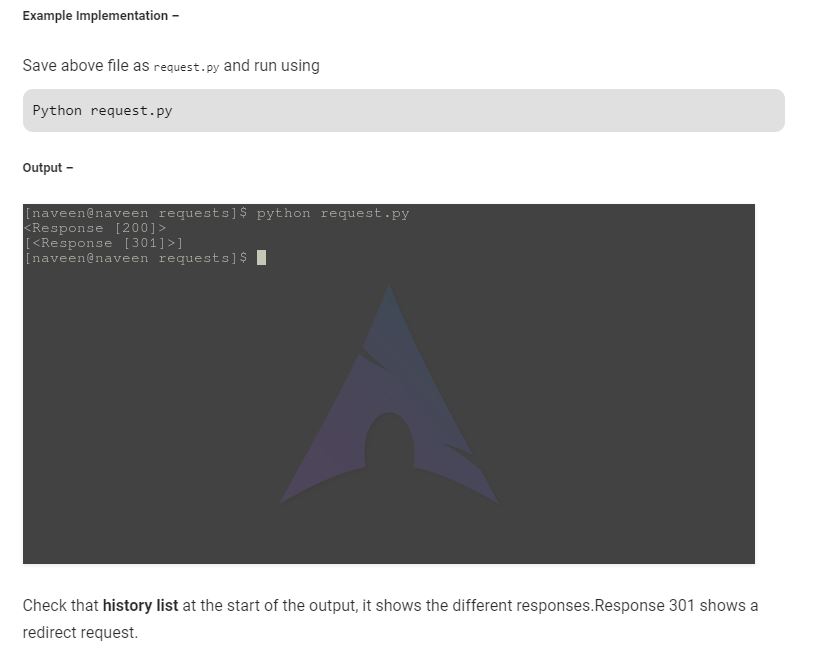 Example Implementation –
Save above file as request.py and run using
Python request.py
Output –
[naveen@naveen requests]$ python request.py
<Response [200]>
[<Response [301]>]
[naveen@naveen requests]$
Check that history list at the start of the output, it shows the different responses.Response 301 shows a
redirect request.